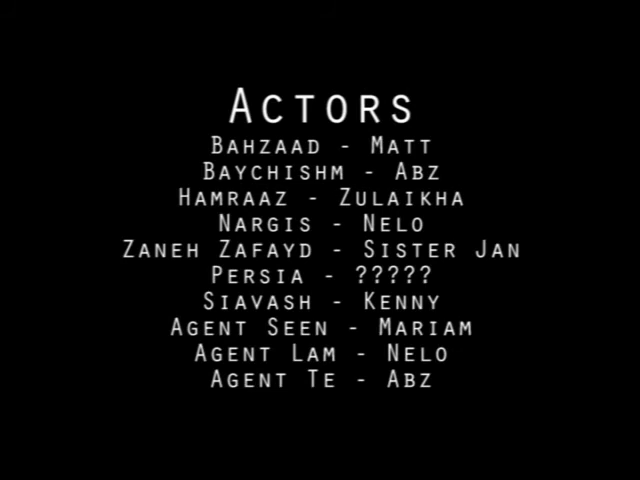 Actors
Bahzaad - Matt
Baychishm - Abz
Hamraaz - Zulaikha
Nargis - Nelo
Zaneh Zafayd - Sister Jan
Persia - ?????
Siavash - Kenny
Agent Seen - Mariam
Agent Lam - Nelo
Agent Te - Abz